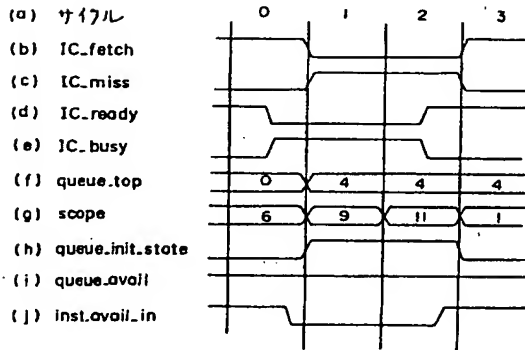 (a) サイクル 0 1 2 3
(b) IC_fetch
(c) IC_miss
(d) IC_ready
(e) IC_busy
(f) queue_top 0 4 4 4
(g) scope 6 9 11 1
(h) queue_init_state
(i) queue_avail
(j) inst_avail_in